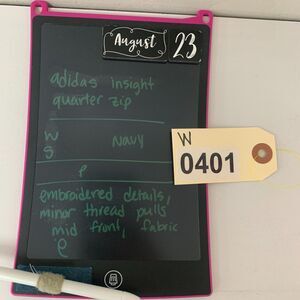 August 23
adidas Insight
quarter zip
W Navy
S
P
embroidered details,
minor thread pulls
mid front, fabric
:P
W
0401